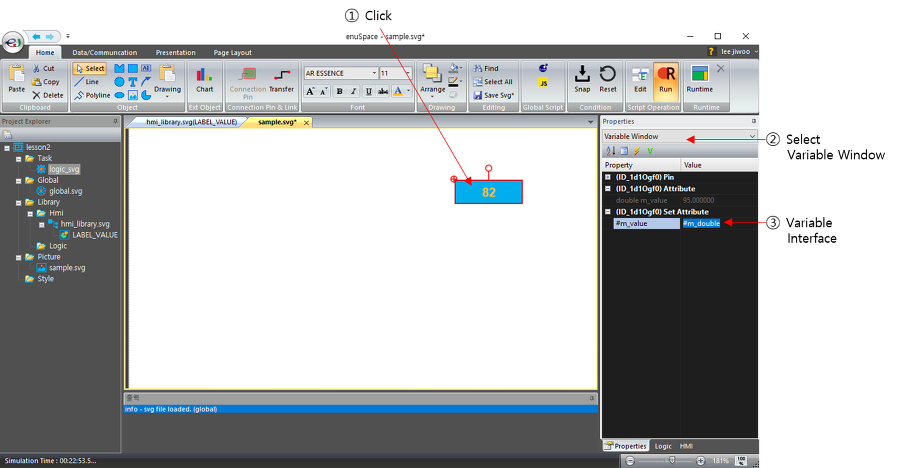 ① Click
enuSpace - sample.svg*
Home Data/Communcation Presentation Page Layout
? lee jiwoo
Paste
Cut
Copy
Delete
Clipboard
Select
Line
Polyline
T
AB
Drawing
Object
Chart
Ext Object
Connection Pin
Transfer
Connection Pin & Link
AR ESSENCE 11
A A B I U abc A
Font
Arrange
Drawing
Find
Select All
Save Svg*
Editing
JS
Global Script
Snap
Reset
Condition
Edit
Run
Script Operation
Runtime
Runtime
Project Explorer
lesson2
Task
logic_svg
Global
global.svg
Library
Hmi
hmi_library.svg
LABEL_VALUE
Logic
Picture
sample.svg
Style
hmi_library.svg(LABEL_VALUE) sample.svg*
82
출력
info - svg file loaded. (global)
Properties
Variable Window
Property Value
(ID_1d1Ogf0) Pin
(ID_1d1Ogf0) Attribute
double m_value 95.000000
(ID_1d1Ogf0) Set Attribute
#m_value #m_double
Properties Logic HMI
② Select
Variable Window
③ Variable
Interface
Simulation Time : 00:22:53.5...
181%
100